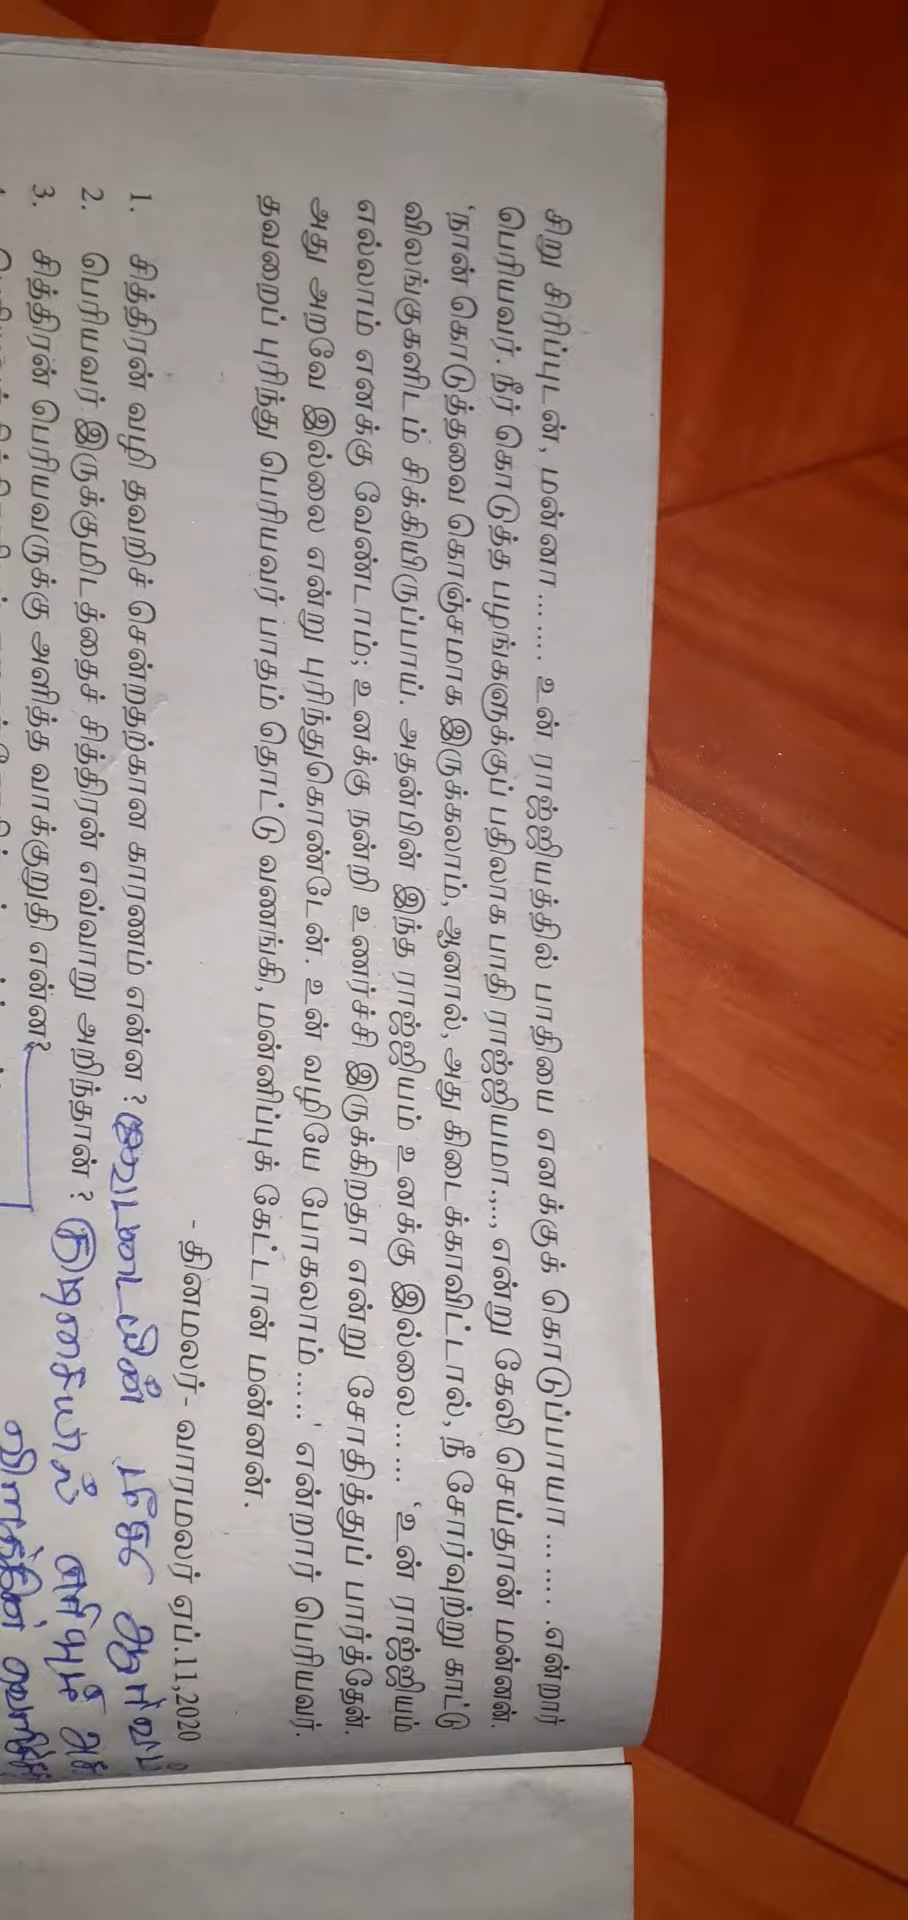 சிறு சிரிப்புடன், மன்னா....... உன் ராஜ்ஜியத்தில் பாதியை எனக்குக் கொடுப்பாயா...... என்றார்
பெரியவர். நீர் கொடுத்த பழங்களுக்குப் பதிலாக பாதி ராஜ்ஜியமா.,.., என்று கேலி செய்தான் மன்னன்.
'நான் கொடுத்தவை கொஞ்சமாக இருக்கலாம், ஆனால், அது கிடைக்காவிட்டால், நீ சோர்வுற்று காட்டு
விலங்குகளிடம் சிக்கியிருப்பாய். அதன்பின் இந்த ராஜ்ஜியம் உனக்கு இல்லை...... 'உன் ராஜ்ஜியம்
எல்லாம் எனக்கு வேண்டாம்; உனக்கு நன்றி உணர்ச்சி இருக்கிறதா என்று சோதித்துப் பார்த்தேன்.
அது அறவே இல்லை என்று புரிந்துகொண்டேன். உன் வழியே போகலாம்.....' என்றார் பெரியவர்.
தவறைப் புரிந்து பெரியவர் பாதம் தொட்டு வணங்கி, மன்னிப்புக் கேட்டான் மன்னன்.
- தினமலர் - வாரமலர் ஏப்.11,2020
1. சித்திரன் வழி தவறிச் சென்றதற்கான காரணம் என்ன ? மிக
2. பெரியவர் இருக்குமிடத்தைச் சித்திரன் எவ்வாறு அறிந்தான் ? எரியும்
3. சித்திரன் பெரியவருக்கு அளித்த வாக்குறுதி என்ன?